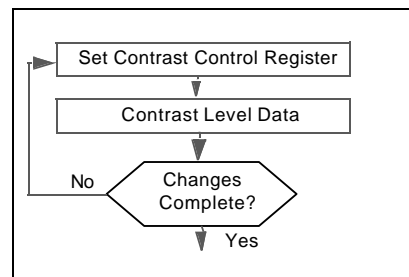 Set Contrast Control Register
Contrast Level Data
Changes
Complete?
No
Yes